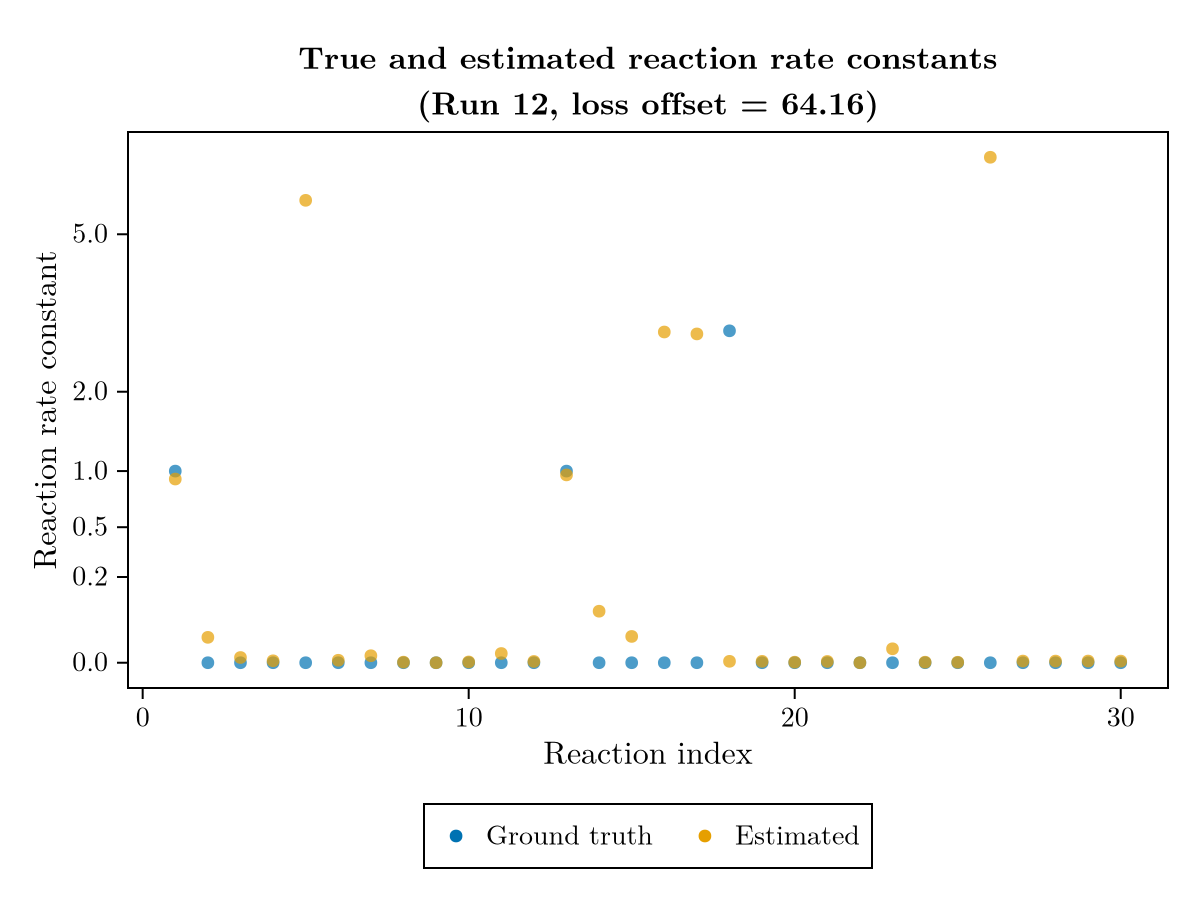 True and estimated reaction rate constants
(Run 12, loss offset = 64.16)
Reaction rate constant
5.0
2.0
1.0
0.5
0.2
0.0
0 10 20 30
Reaction index
Ground truth Estimated